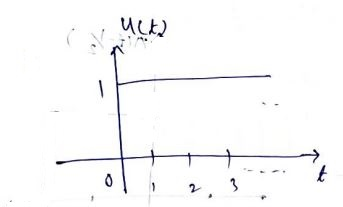 U(t)
1
0 1 2 3 -----
t